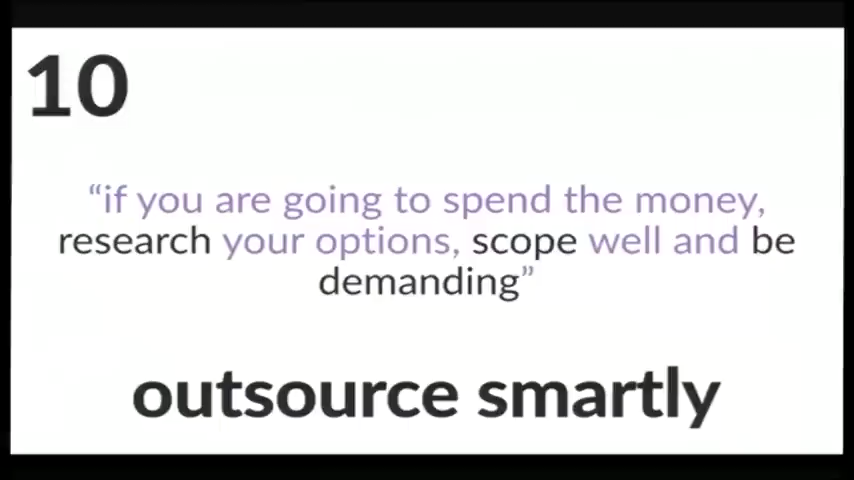 10
“if you are going to spend the money,
research your options, scope well and be
demanding”
outsource smartly